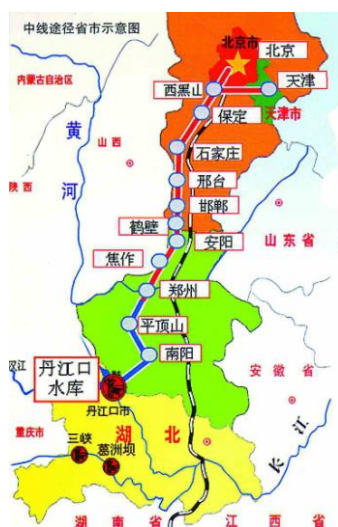 中线途径省市示意图
北京市
北京
内蒙古自治区
西黑山
天津
天津市
保定
黄
河
山西
石家庄
陕西
邢台
邯郸
鹤壁
安阳
山东省
焦作
郑州
平顶山
南阳
安徽省
汉江
丹江口
水库
丹江口市
重庆市
湖北
三峡
葛洲坝
长江
湖南省
江西省